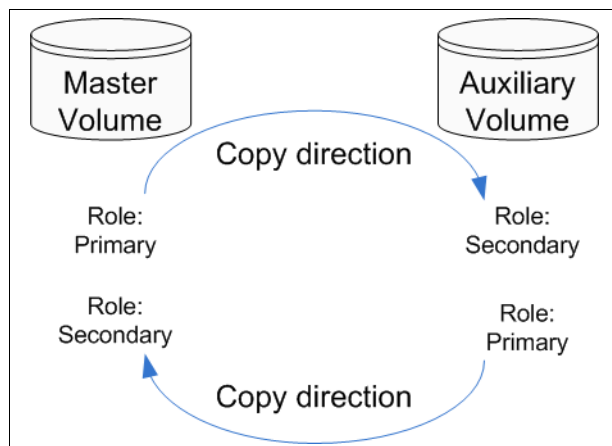 Master
Volume
Auxiliary
Volume
Copy direction
Role:
Primary
Role:
Secondary
Role:
Secondary
Role:
Primary
Copy direction